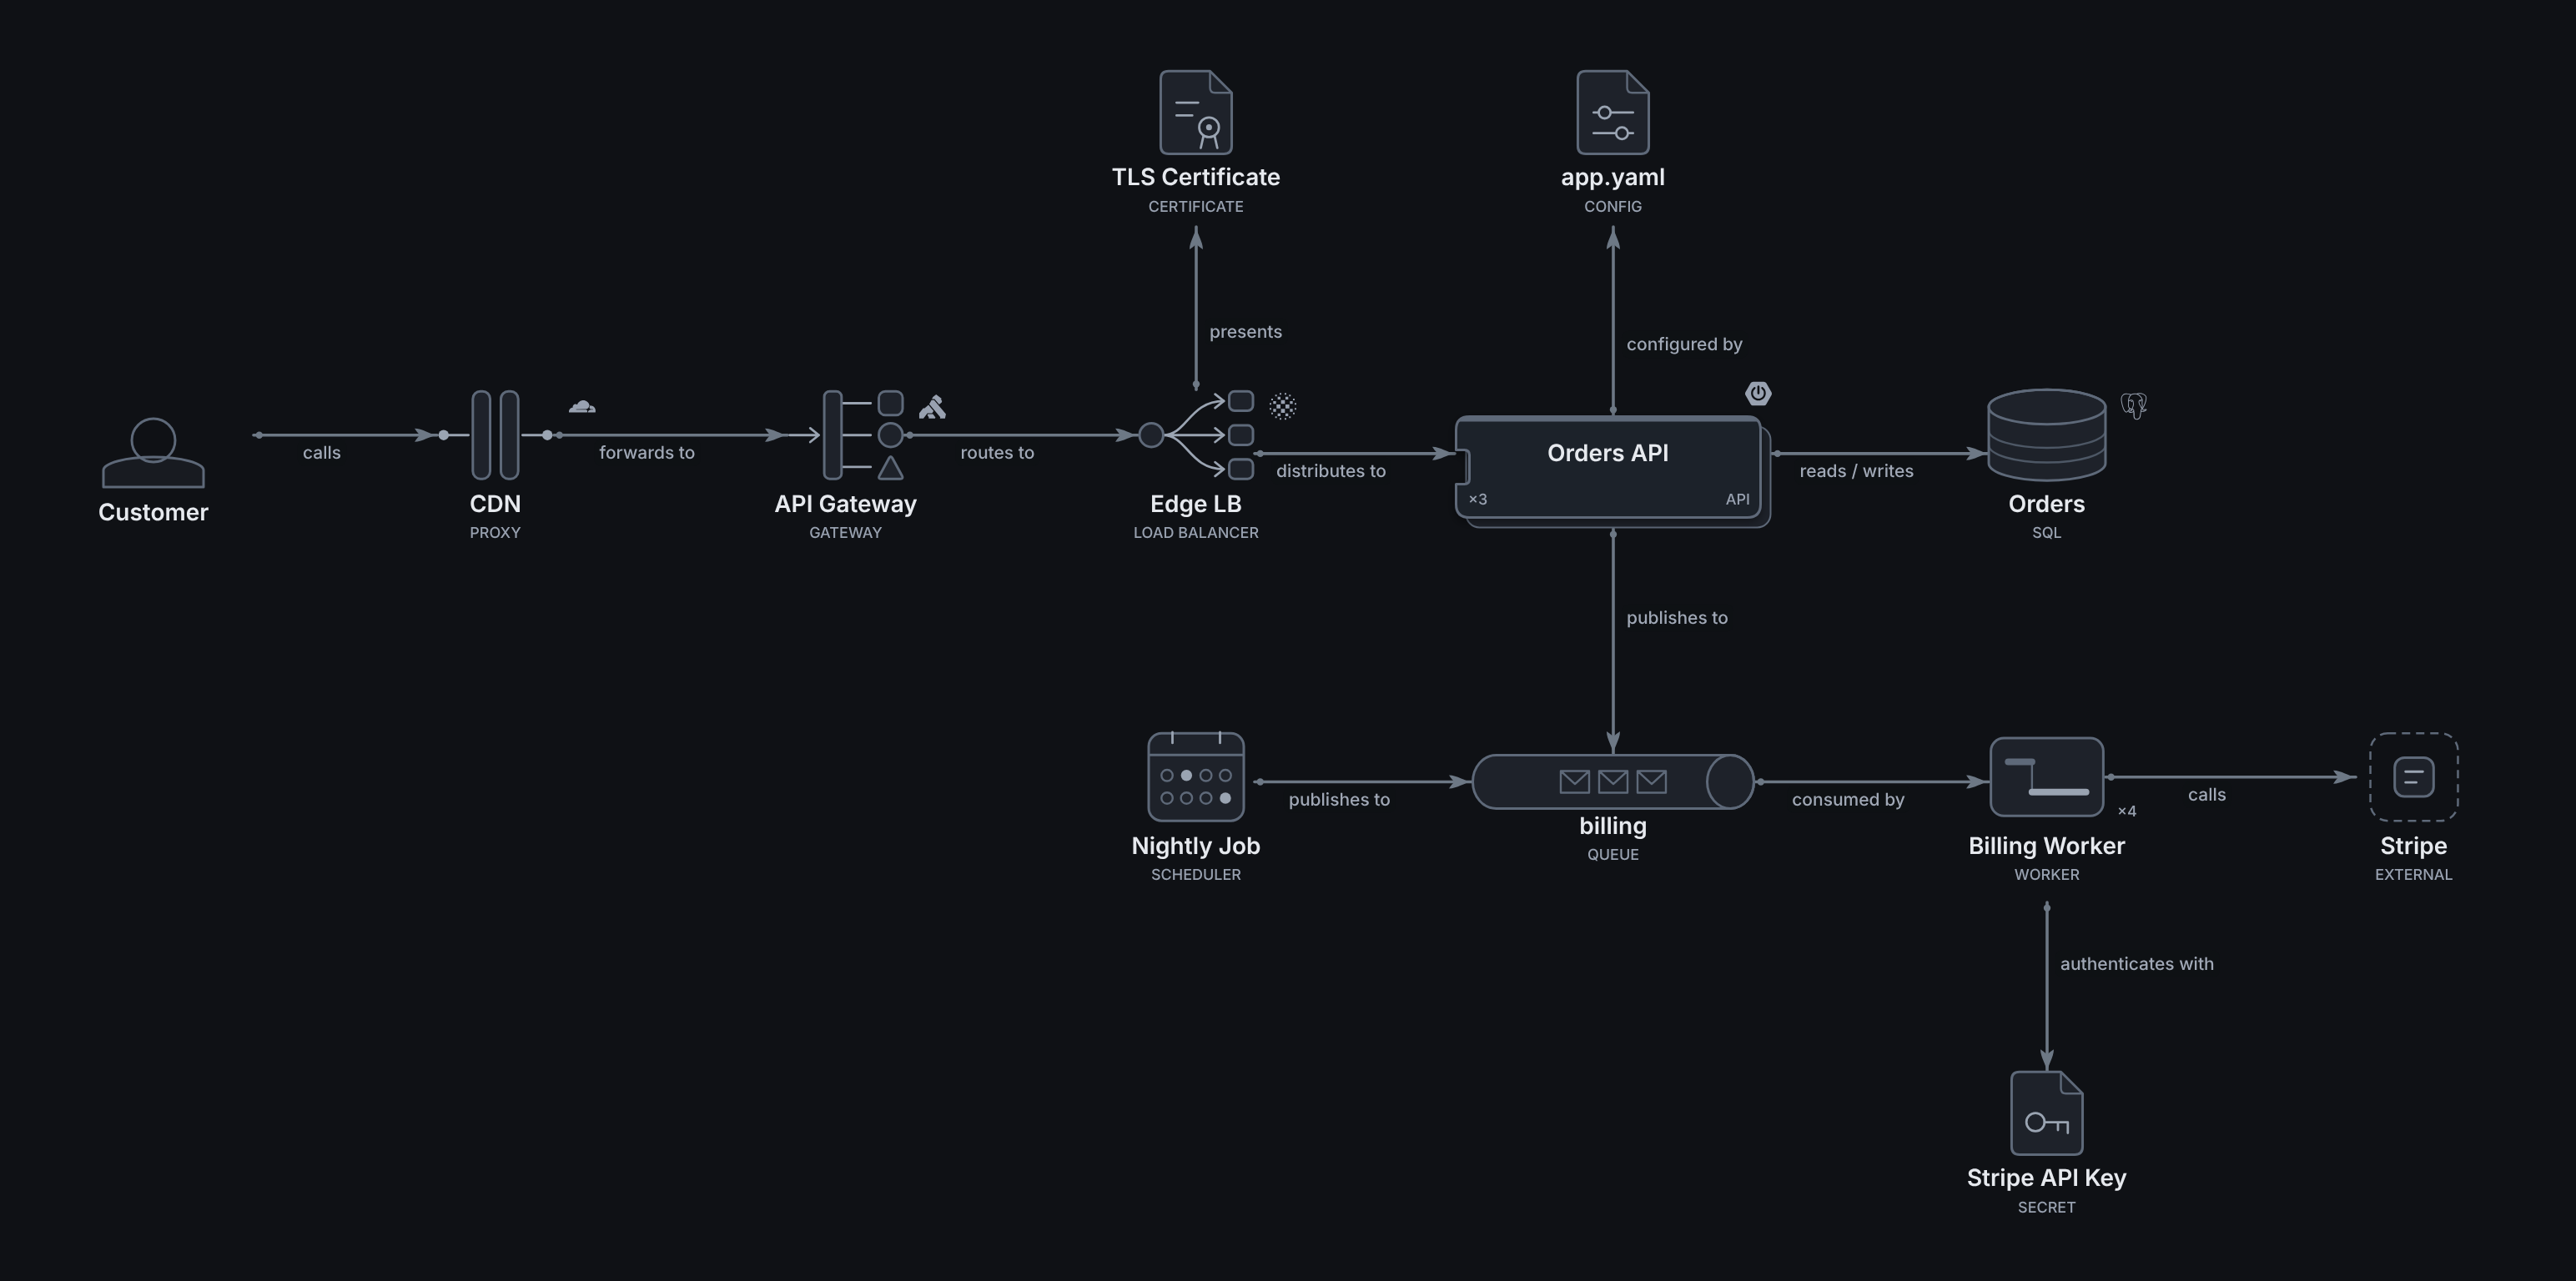 TLS Certificate
CERTIFICATE
app.yaml
CONFIG
presents
configured by
calls
forwards to
routes to
distributes to
Orders API
×3
API
reads / writes
Customer
CDN
PROXY
API Gateway
GATEWAY
Edge LB
LOAD BALANCER
Orders
SQL
publishes to
publishes to
consumed by
calls
×4
Nightly Job
SCHEDULER
billing
QUEUE
Billing Worker
WORKER
Stripe
EXTERNAL
authenticates with
Stripe API Key
SECRET